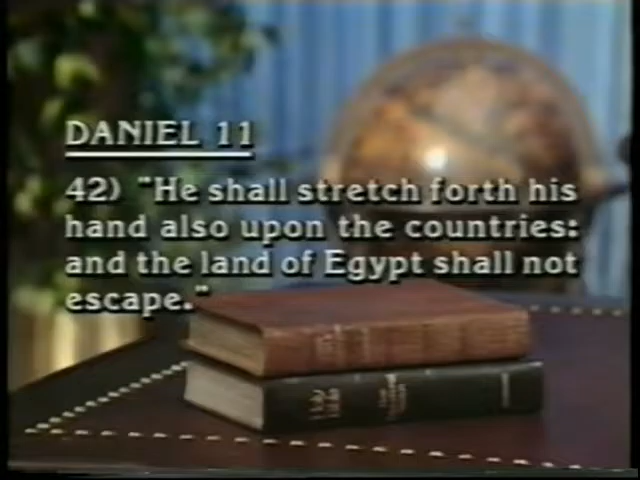 DANIEL 11
42) "He shall stretch forth his
hand also upon the countries:
and the land of Egypt shall not
escape."